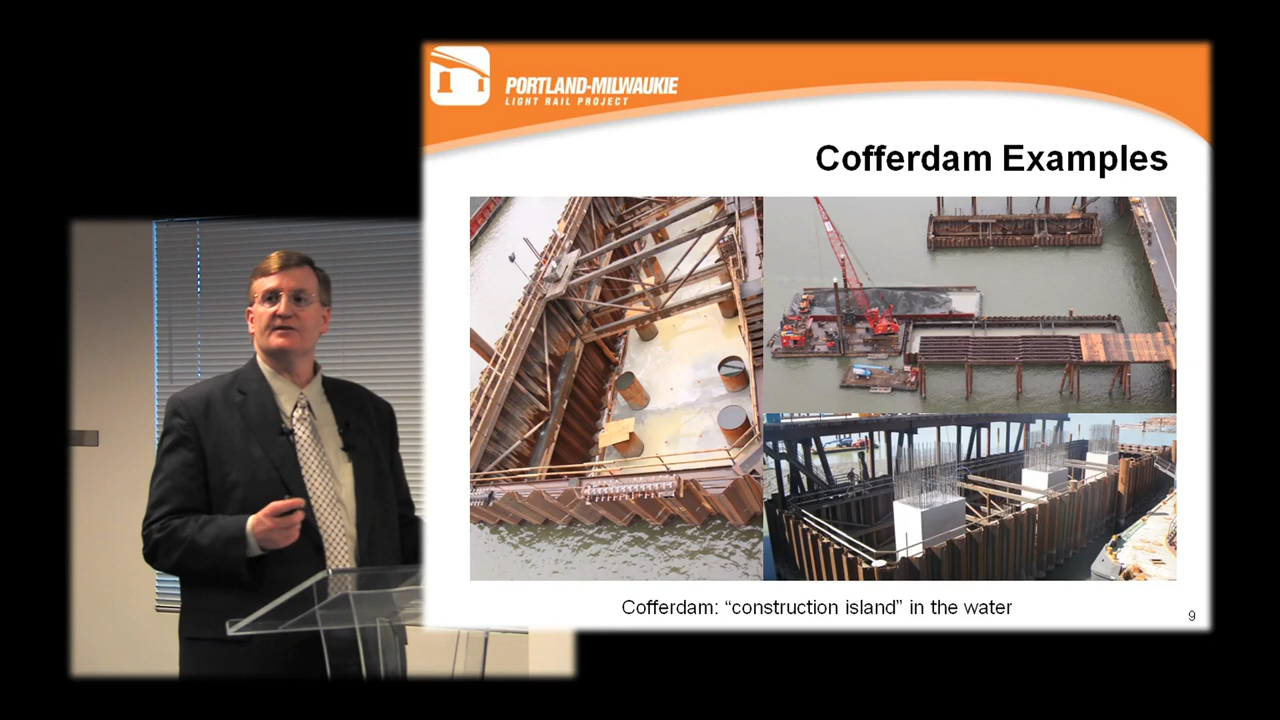 PORTLAND-MILWAUKIE
LIGHT RAIL PROJECT
Cofferdam Examples
Cofferdam: “construction island” in the water
9